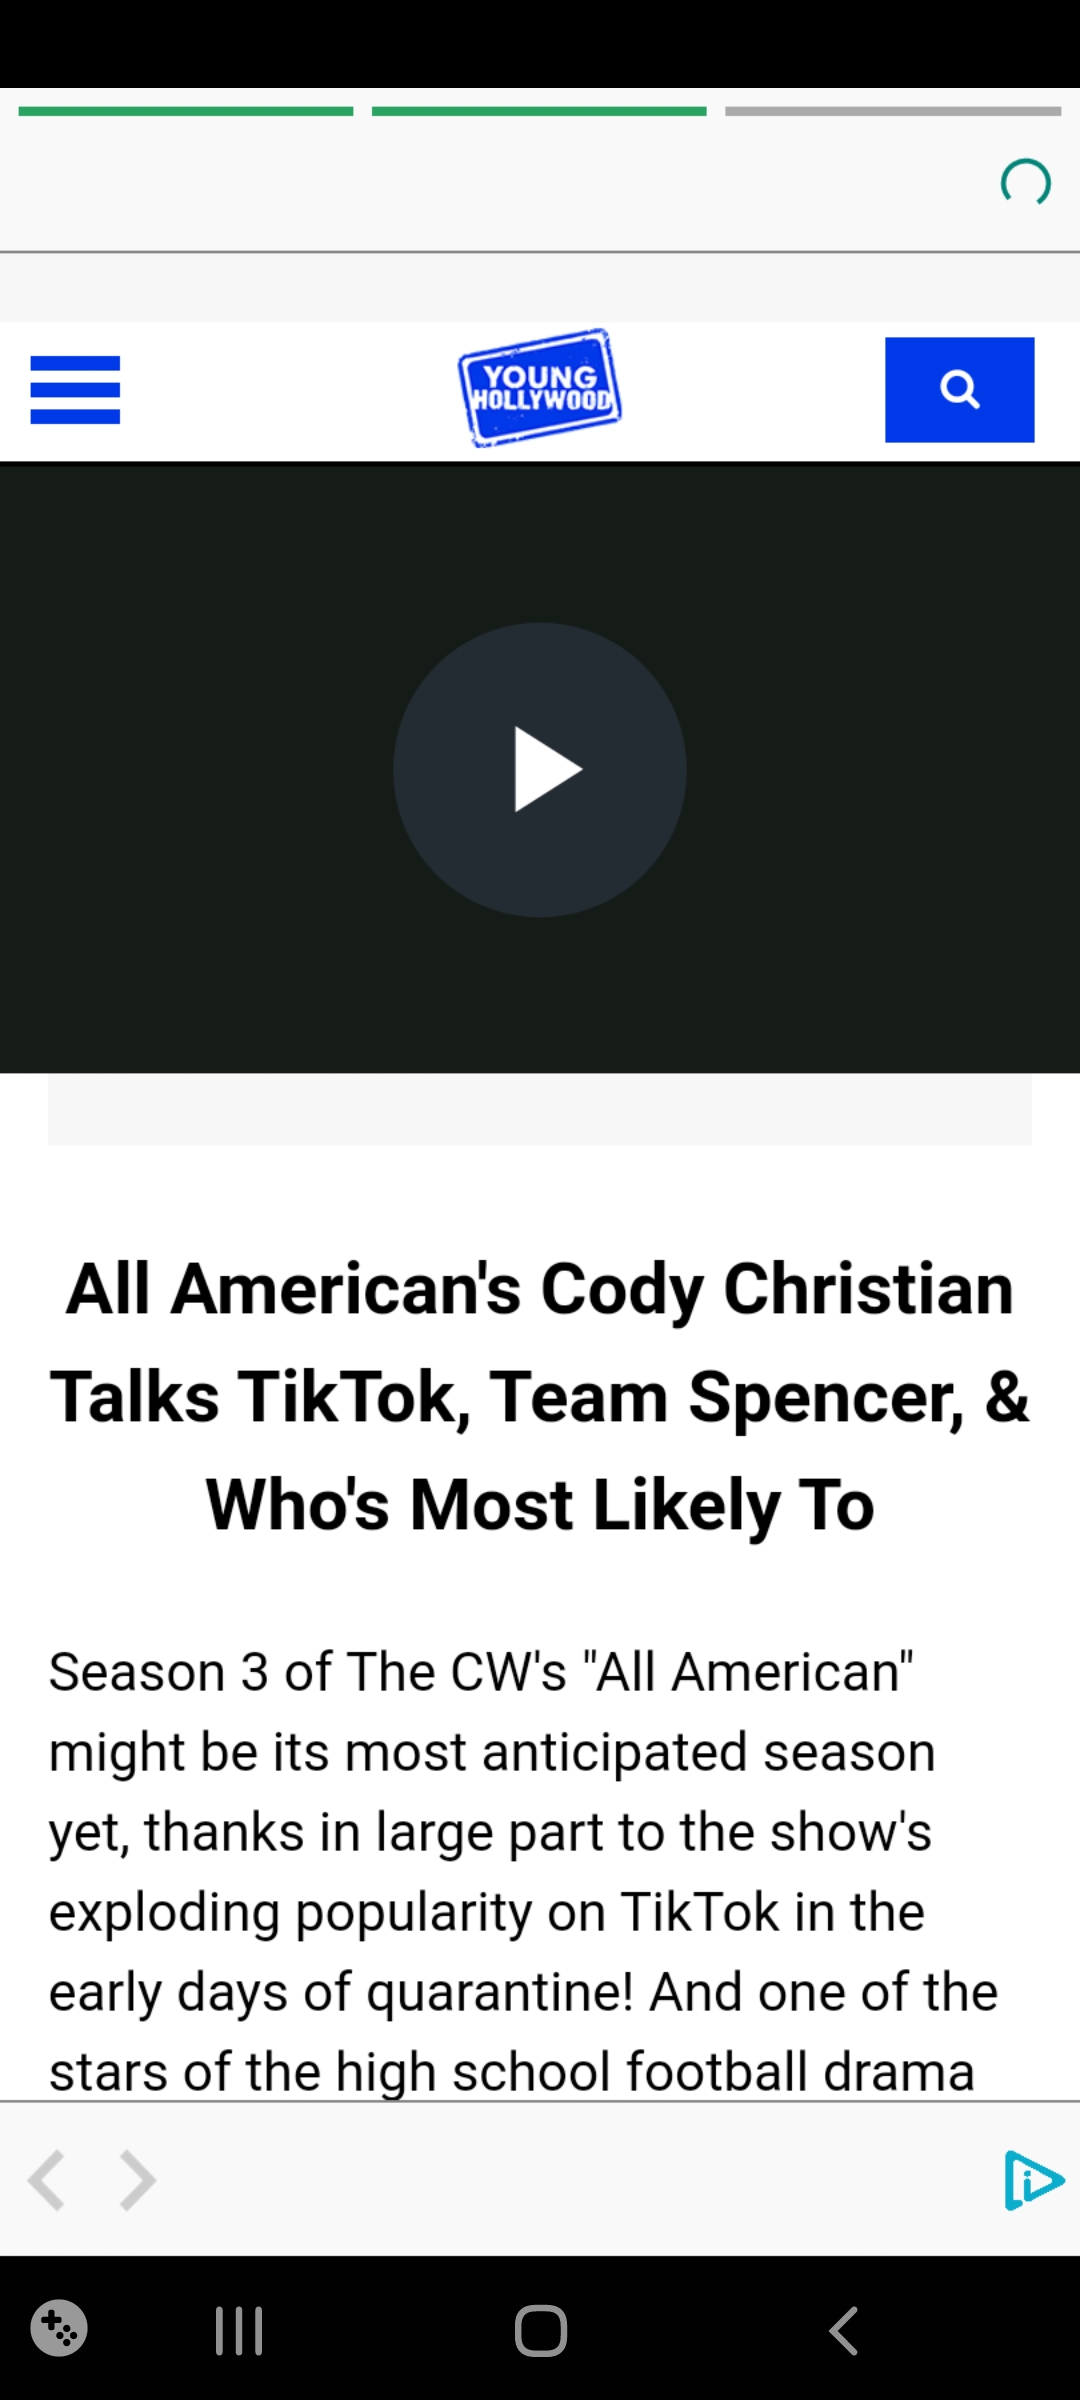 YOUNG
HOLLYWOOD
All American's Cody Christian
Talks TikTok, Team Spencer, &
Who's Most Likely To
Season 3 of The CW's "All American"
might be its most anticipated season
yet, thanks in large part to the show's
exploding popularity on TikTok in the
early days of quarantine! And one of the
stars of the high school football drama